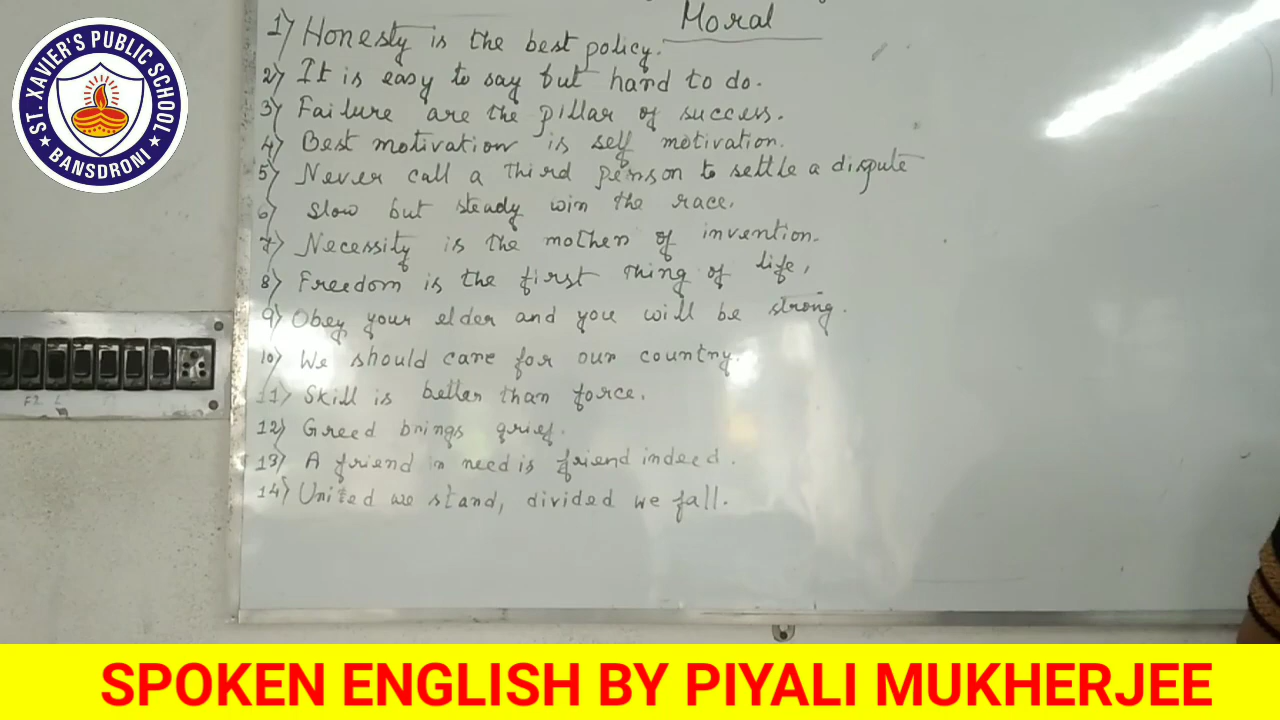 ST. XAVIER'S PUBLIC SCHOOL
★ BANSDRONI ★
Moral
1) Honesty is the best policy.
2) It is easy to say but hard to do.
3) Failure are the pillar of success.
4) Best motivation is self motivation.
5) Never call a third person to settle a dispute
6) Slow but steady win the race.
7) Necessity is the mother of invention.
8) Freedom is the first thing of life,
9) Obey your elder and you will be strong.
10) We should care for our country.
11) Skill is better than force.
12) Greed brings grief.
13) A friend in need is friend indeed.
14) United we stand, divided we fall.
SPOKEN ENGLISH BY PIYALI MUKHERJEE